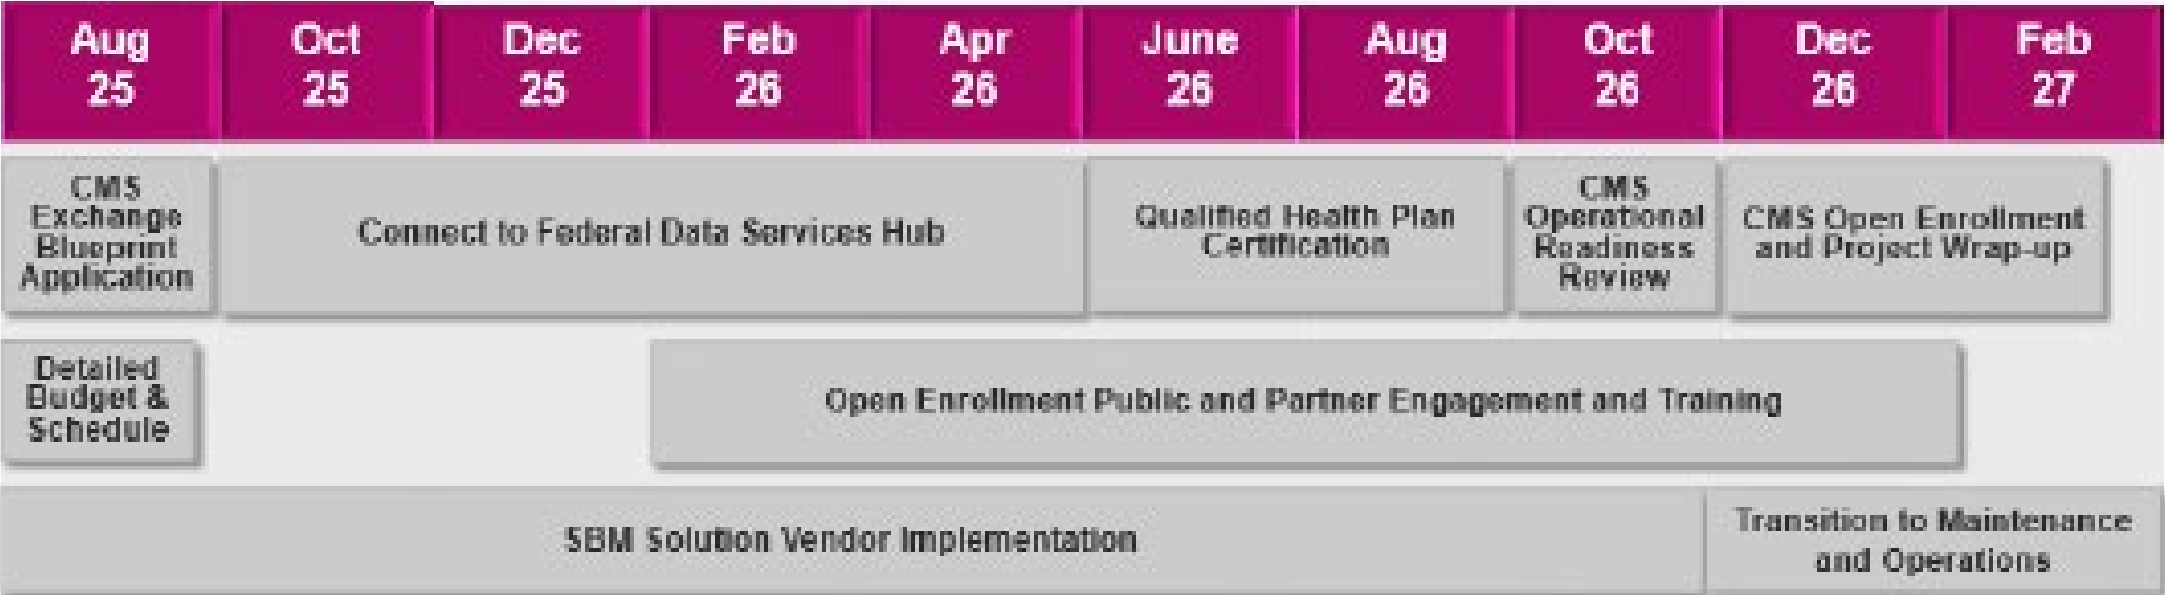 Aug Oct Dec Feb Apr June Aug Oct Dec Feb
25 25 25 26 26 26 26 26 26 27
CMS
Exchange
Blueprint
Application
Connect to Federal Data Services Hub
Qualified Health Plan
Certification
CMS
Operational
Readiness
Review
CMS Open Enrollment
and Project Wrap-up
Detailed
Budget &
Schedule
Open Enrollment Public and Partner Engagement and Training
SBM Solution Vendor Implementation
Transition to Maintenance
and Operations